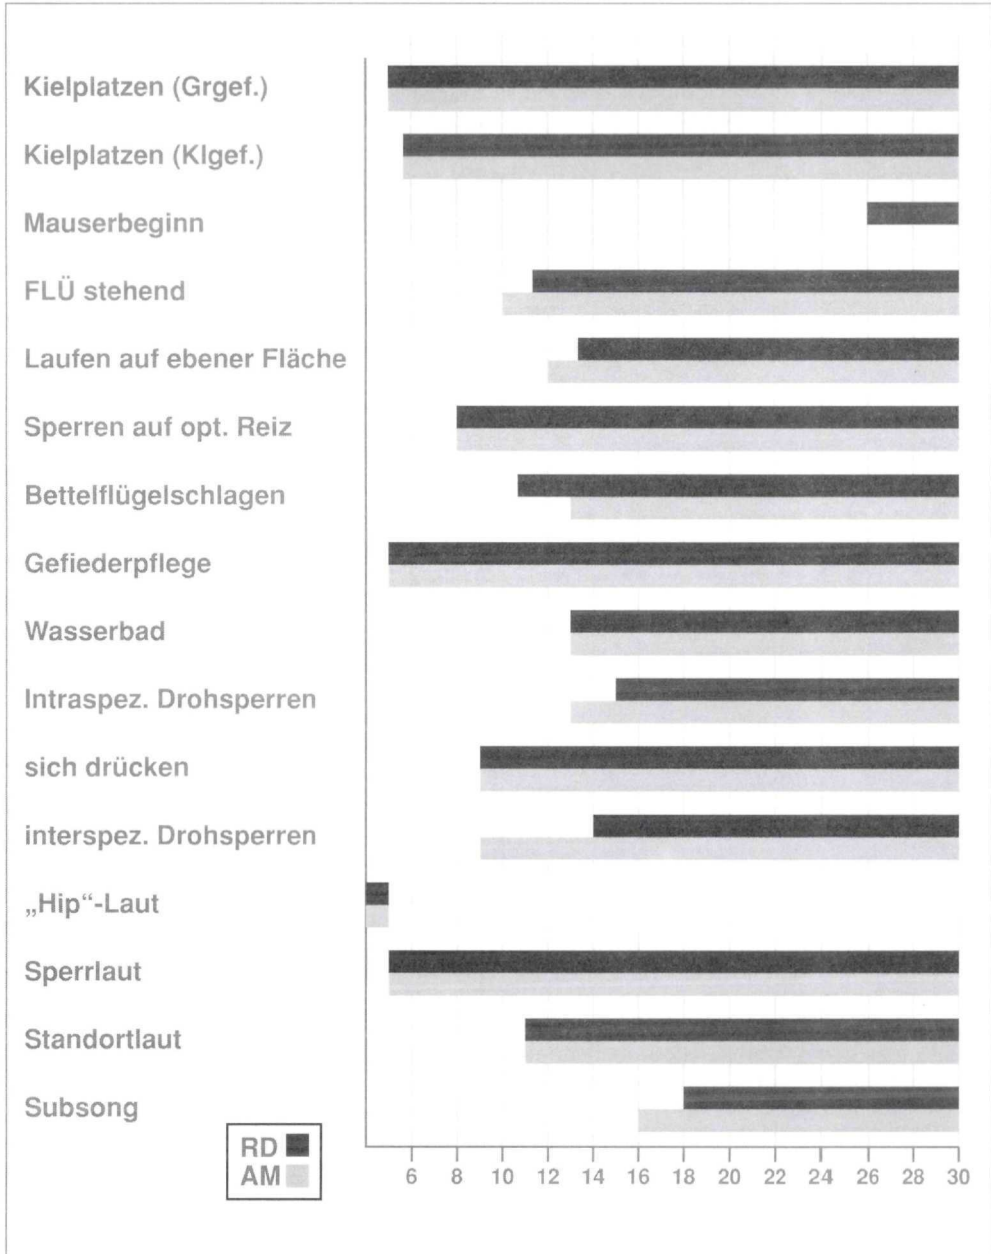 Kielplatzen (Grgef.)
Kielplatzen (Klgef.)
Mauserbeginn
FLÜ stehend
Laufen auf ebener Fläche
Sperren auf opt. Reiz
Bettelflügelschlagen
Gefiederpflege
Wasserbad
Intraspez. Drohsperren
sich drücken
interspez. Drohsperren
„Hip“-Laut
Sperrlaut
Standortlaut
Subsong
RD
AM
6 8 10 12 14 16 18 20 22 24 26 28 30